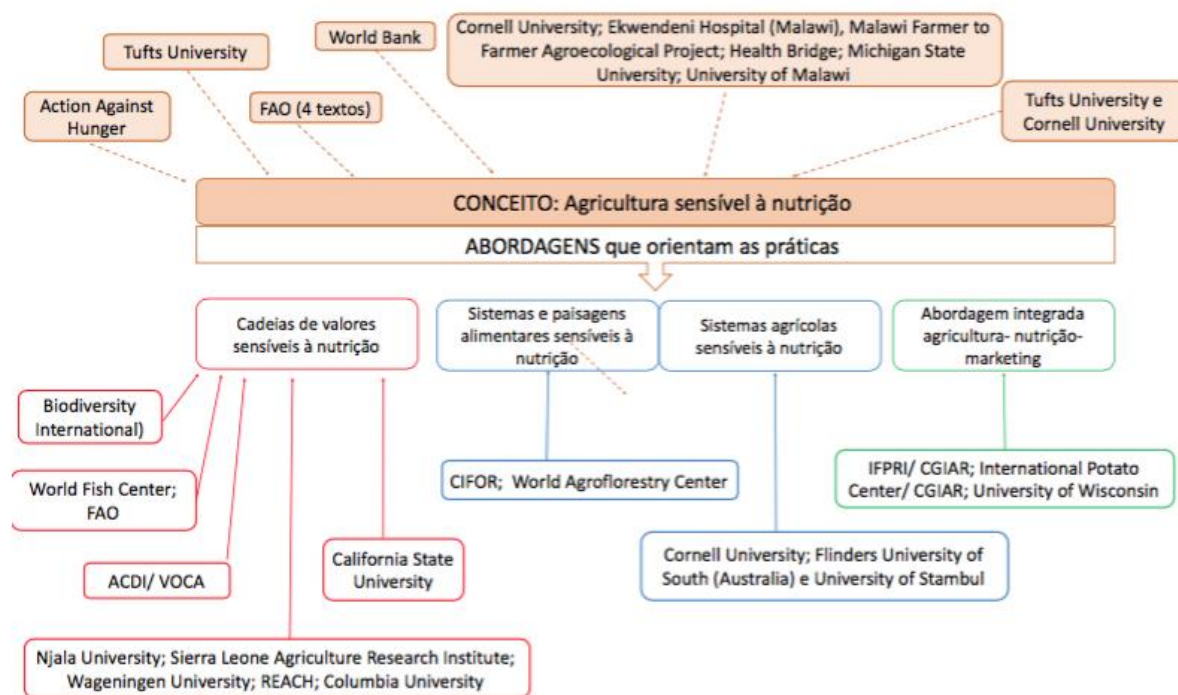 World Bank
Cornell University; Ekwendeni Hospital (Malawi), Malawi Farmer to
Farmer Agroecological Project; Health Bridge; Michigan State
University; University of Malawi
Tufts University
Action Against
Hunger
FAO (4 textos)
Tufts University e
Cornell University
CONCEITO: Agricultura sensível à nutrição
ABORDAGENS que orientam as práticas
Cadeias de valores
sensíveis à nutrição
Sistemas e paisagens
alimentares sensíveis à
nutrição
Sistemas agrícolas
sensíveis à nutrição
Abordagem integrada
agricultura- nutrição-
marketing
Biodiversity
International)
World Fish Center;
FAO
ACDI/ VOCA
California State
University
Njala University; Sierra Leone Agriculture Research Institute;
Wageningen University; REACH; Columbia University
CIFOR; World Agroflorestry Center
Cornell University; Flinders University of
South (Australia) e University of Stambul
IFPRI/ CGIAR; International Potato
Center/ CGIAR; University of Wisconsin